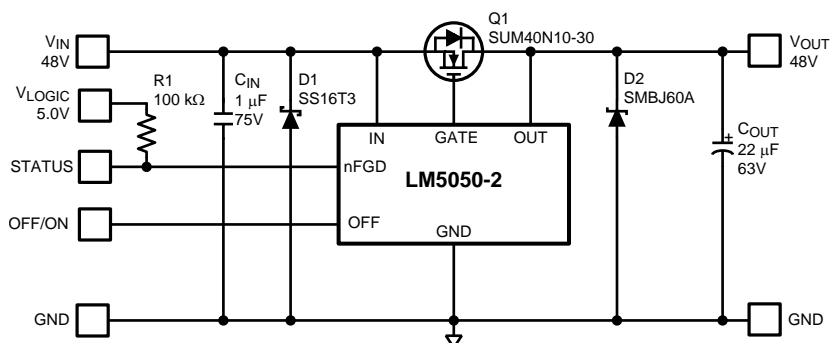 Q1
SUM40N10-30
VIN
48V
VOUT
48V
VLOGIC
5.0V
R1
100 kΩ
CIN
1 μF
75V
D1
SS16T3
D2
SMBJ60A
IN
GATE
OUT
COUT
22 μF
63V
+
STATUS
nFGD
LM5050-2
OFF/ON
OFF
GND
GND
GND